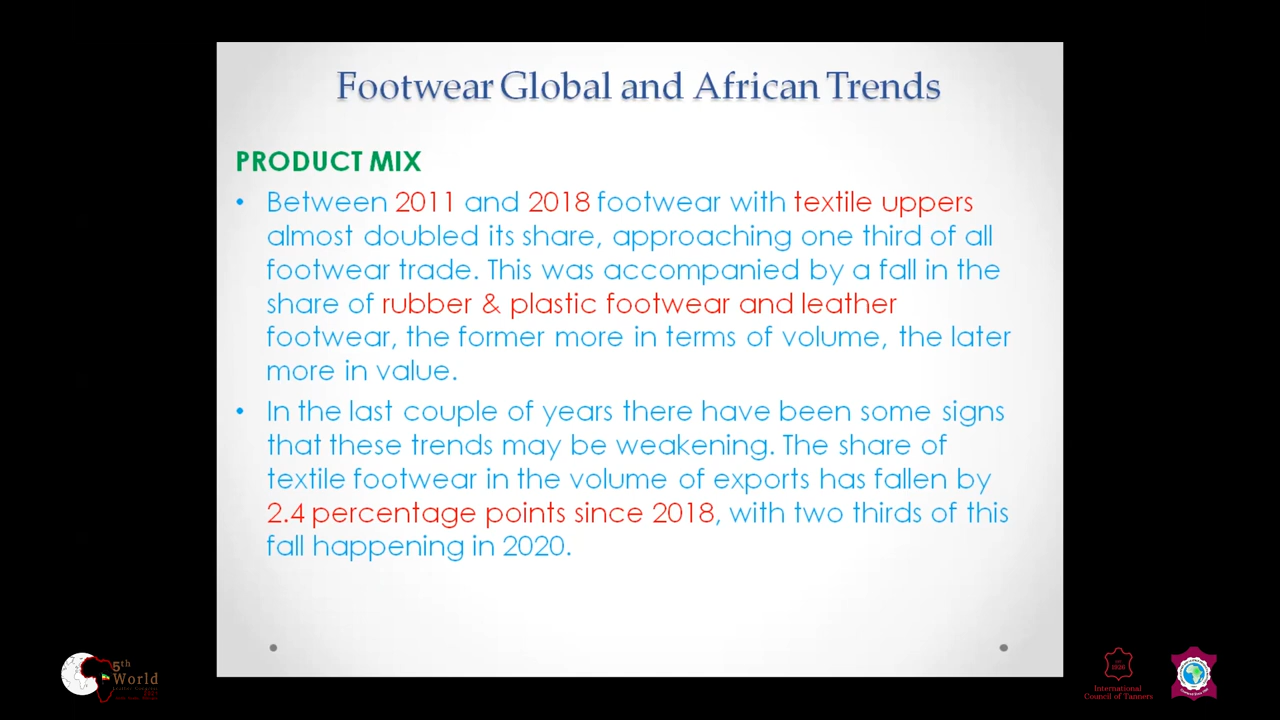 Footwear Global and African Trends
PRODUCT MIX
• Between 2011 and 2018 footwear with textile uppers
almost doubled its share, approaching one third of all
footwear trade. This was accompanied by a fall in the
share of rubber & plastic footwear and leather
footwear, the former more in terms of volume, the later
more in value.
• In the last couple of years there have been some signs
that these trends may be weakening. The share of
textile footwear in the volume of exports has fallen by
2.4 percentage points since 2018, with two thirds of this
fall happening in 2020.
5th
World
International
Council of Tanners